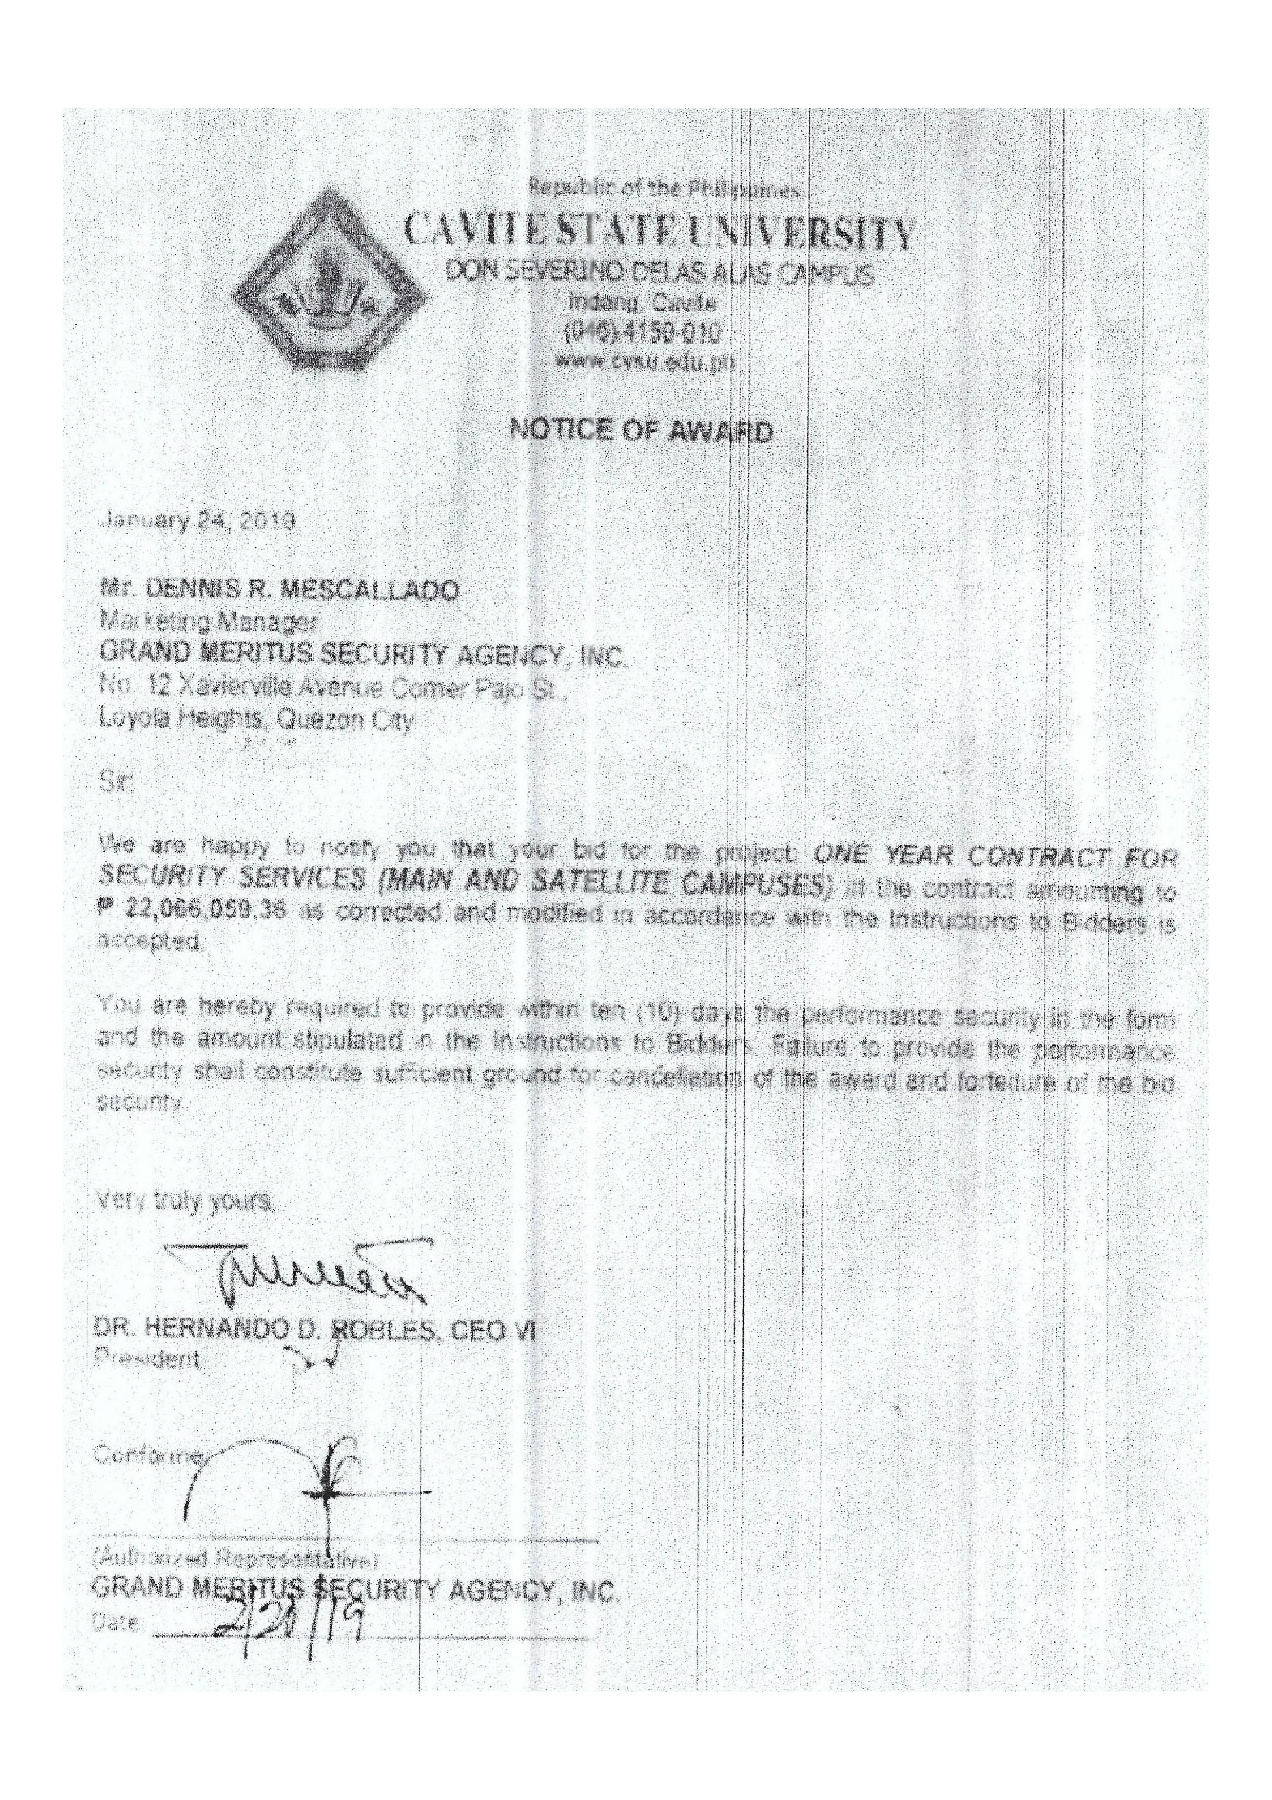 Republic of the Philippines
CAVITE STATE UNIVERSITY
DON SEVERINO DELAS ALAS CAMPUS
Indang, Cavite
(046) 4150-010
www.cvsu.edu.ph
NOTICE OF AWARD
January 24, 2019
Mr. DENNIS R. MESCALLADO
Marketing Manager
GRAND MERITUS SECURITY AGENCY, INC.
No. 12 Xavierville Avenue Corner Pajo St.,
Loyola Heights, Quezon City
Sir:
We are happy to notify you that your bid for the project: ONE YEAR CONTRACT FOR
SECURITY SERVICES (MAIN AND SATELLITE CAMPUSES) in the contract amounting to
₱ 22,066,059.36 as corrected and modified in accordance with the Instructions to Bidders is
accepted.
You are hereby required to provide within ten (10) days the performance security in the form
and the amount stipulated in the Instructions to Bidders. Failure to provide the performance
security shall constitute sufficient ground for cancellation of the award and forfeiture of the bid
security.
Very truly yours,
DR. HERNANDO D. ROBLES, CEO VI
President
Conforme:
(Authorized Representative)
GRAND MERITUS SECURITY AGENCY, INC.
Date 2/21/19